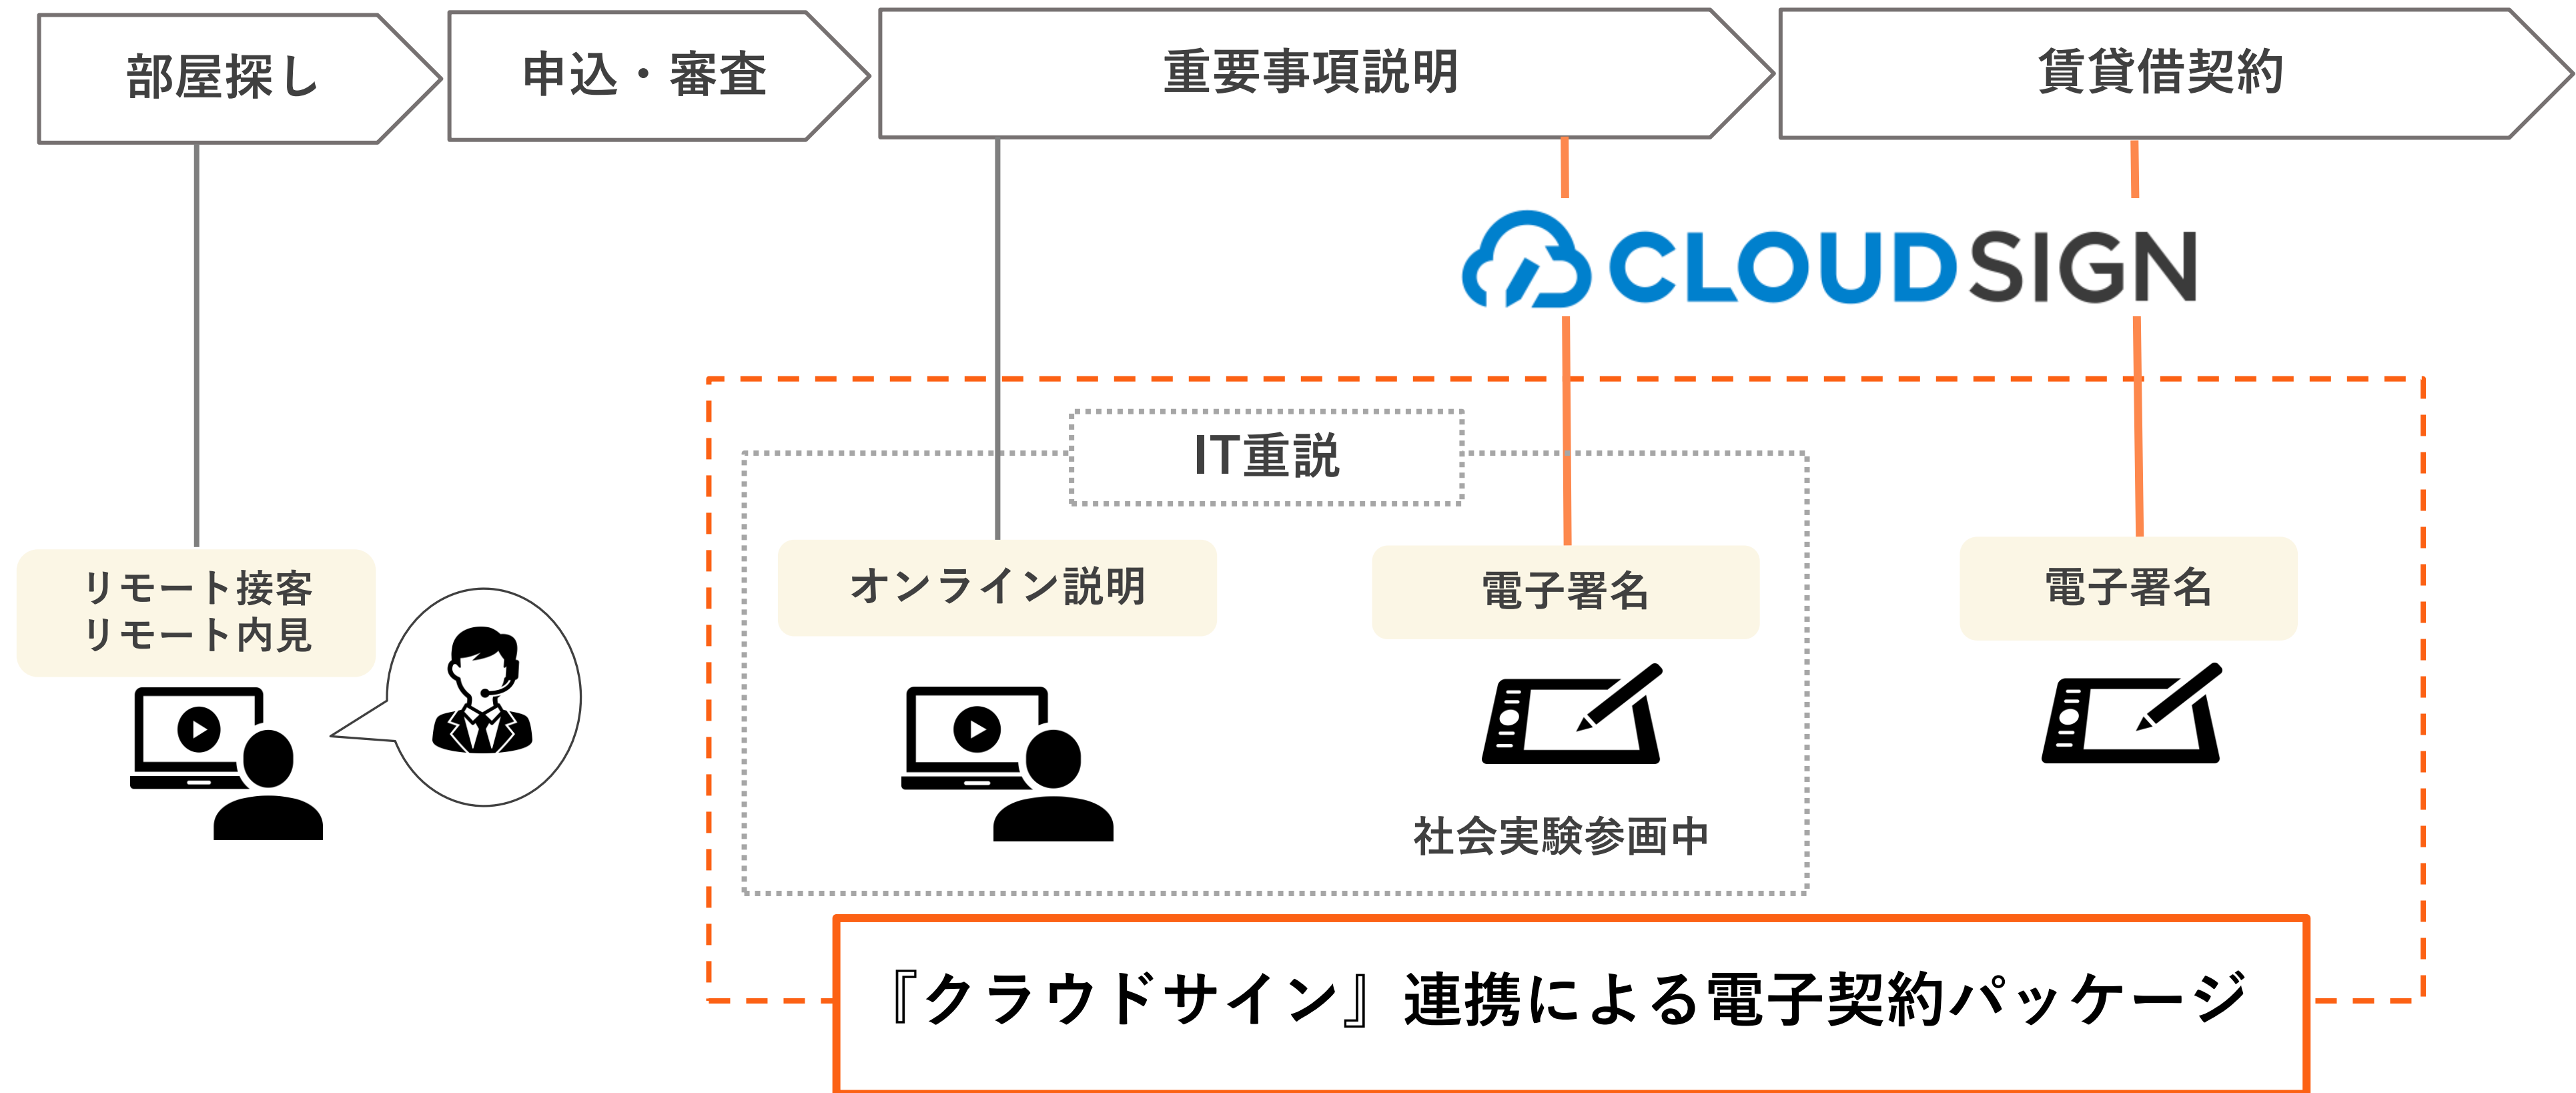 部屋探し
申込・審査
重要事項説明
賃貸借契約
CLOUDSIGN
IT重説
リモート接客
リモート内見
オンライン説明
電子署名
電子署名
社会実験参画中
『クラウドサイン』連携による電子契約パッケージ